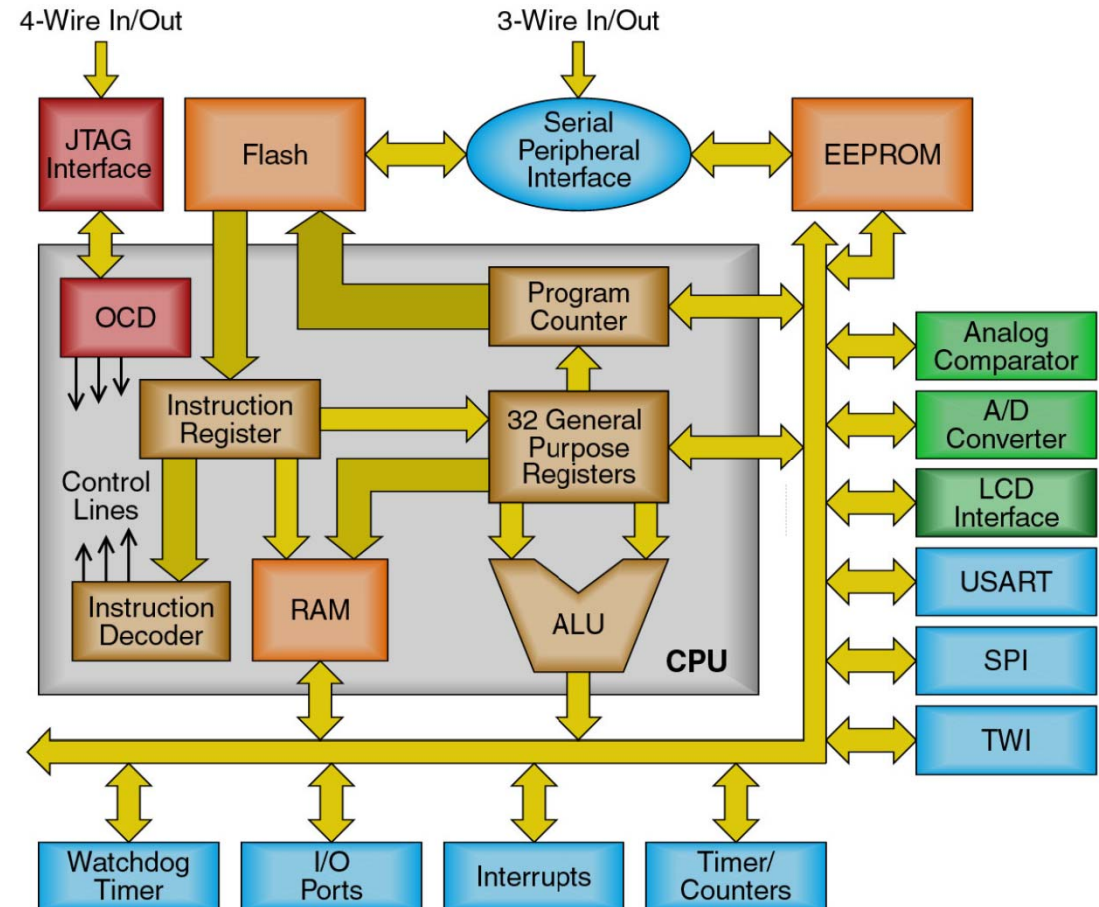 4-Wire In/Out
3-Wire In/Out
JTAG
Interface
Flash
Serial
Peripheral
Interface
EEPROM
OCD
Program
Counter
Analog
Comparator
Instruction
Register
32 General
Purpose
Registers
A/D
Converter
Control
Lines
LCD
Interface
Instruction
Decoder
RAM
ALU
USART
CPU
SPI
TWI
Watchdog
Timer
I/O
Ports
Interrupts
Timer/
Counters